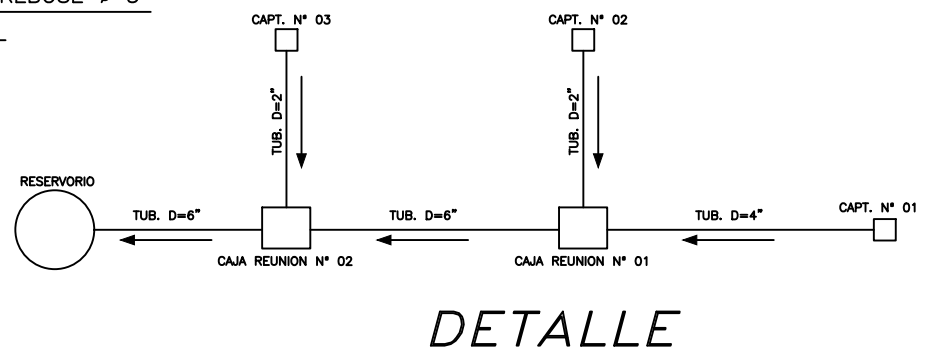 CAPT. N° 03
CAPT. N° 02
TUB. D=2"
TUB. D=2"
RESERVORIO
TUB. D=6"
TUB. D=6"
TUB. D=4"
CAPT. N° 01
CAJA REUNION N° 02
CAJA REUNION N° 01
DETALLE